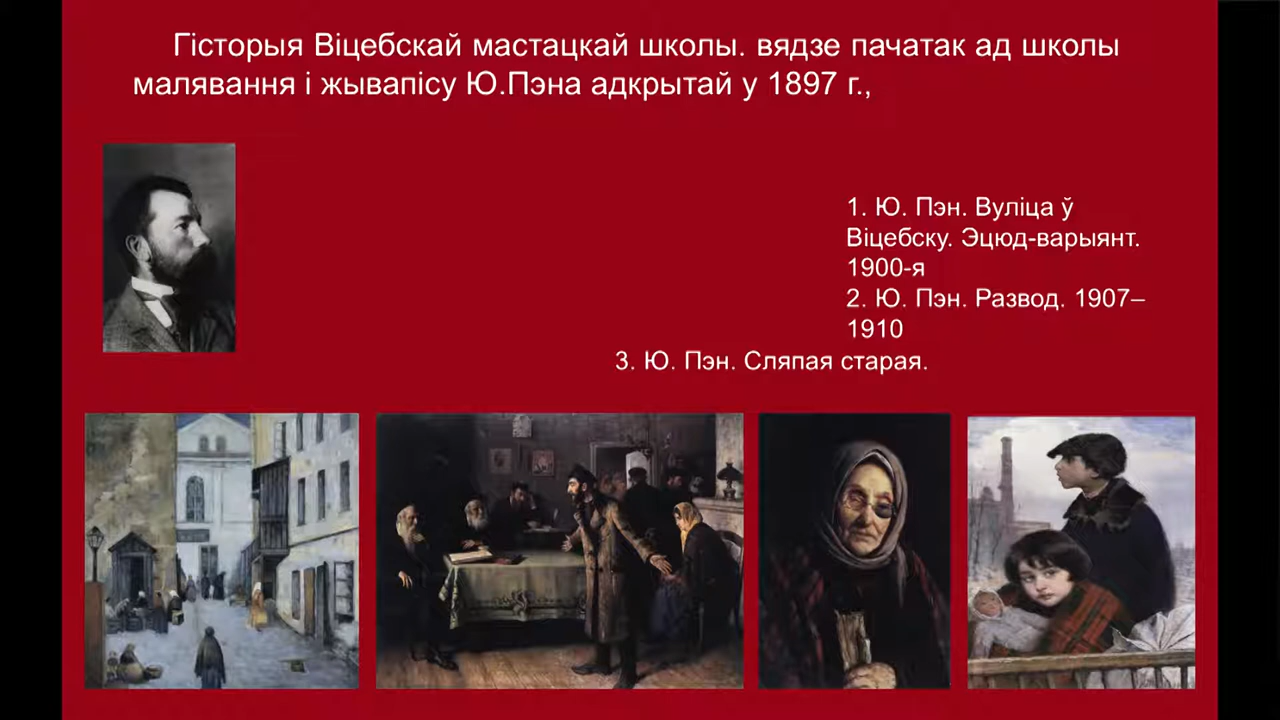 Гісторыя Віцебскай мастацкай школы. вядзе пачатак ад школы
малявання і жывапісу Ю.Пэна адкрытай у 1897 г.,
1. Ю. Пэн. Вуліца ў
Віцебску. Эцюд-варыянт.
1900-я
2. Ю. Пэн. Развод. 1907–
1910
3. Ю. Пэн. Сляпая старая.